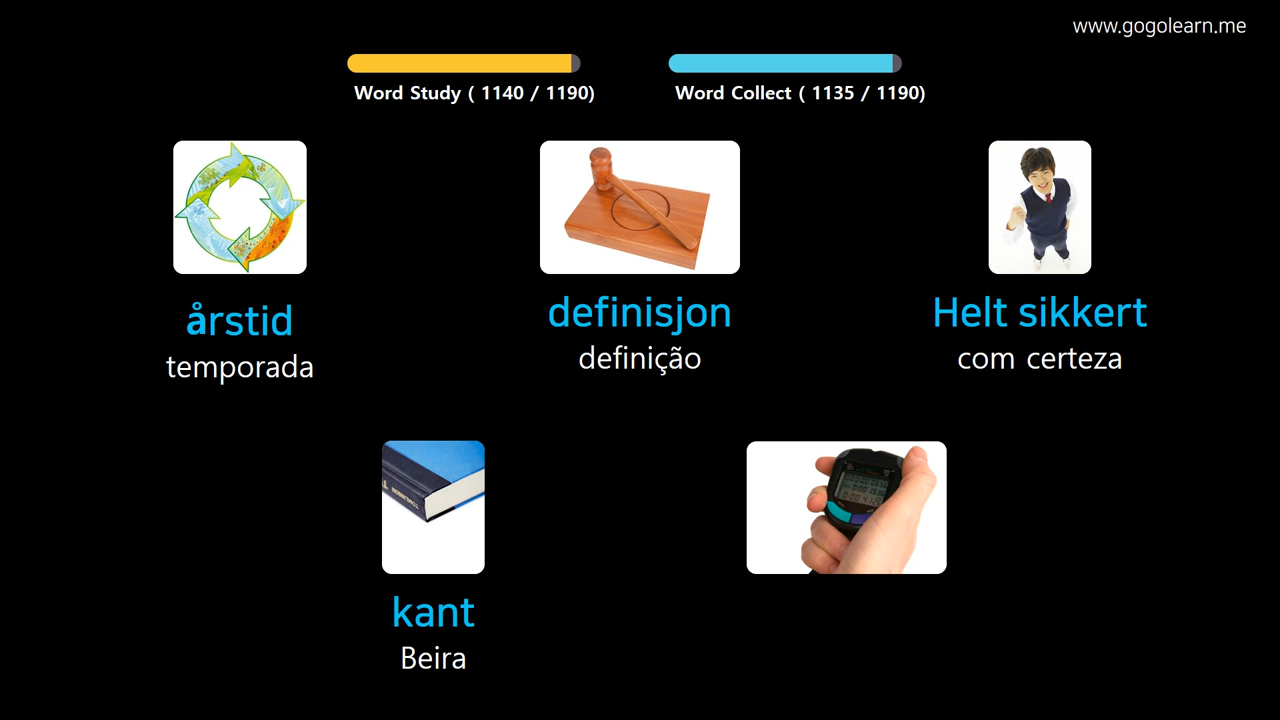 www.gogolearn.me
Word Study ( 1140 / 1190)
Word Collect ( 1135 / 1190)
årstid
temporada
definisjon
definição
Helt sikkert
com certeza
TOMLINSON
kant
Beira